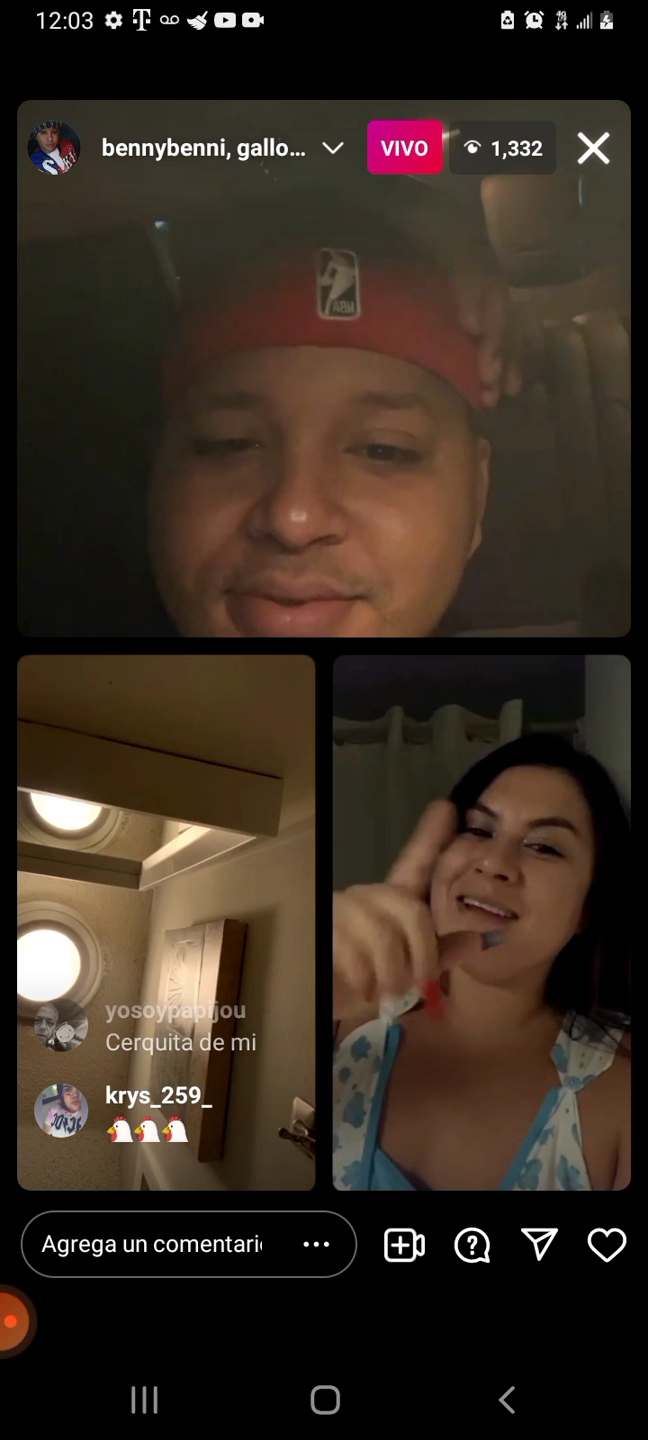 12:03
bennybenni, gallo...
VIVO
1,332
yosoypapijou
Cerquita de mi
krys_259_
Agrega un comentari